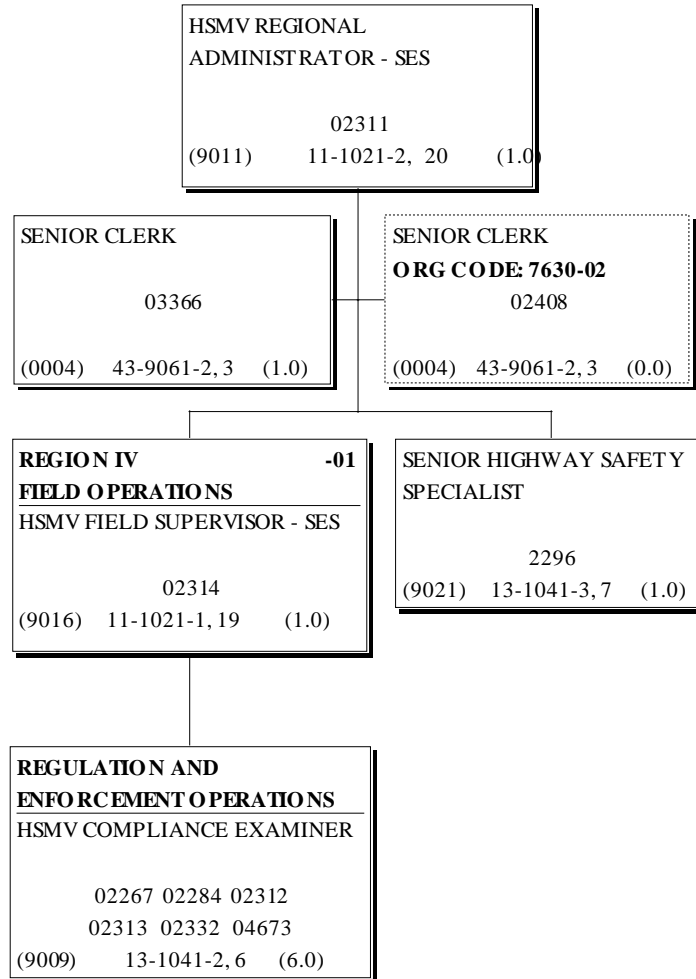 HSMV REGIONAL
ADMINISTRATOR - SES
02311
(9011) 11-1021-2, 20 (1.0)
SENIOR CLERK
03366
(0004) 43-9061-2, 3 (1.0)
SENIOR CLERK
ORG CODE: 7630-02
02408
(0004) 43-9061-2, 3 (0.0)
REGION IV -01
FIELD OPERATIONS
HSMV FIELD SUPERVISOR - SES
02314
(9016) 11-1021-1, 19 (1.0)
SENIOR HIGHWAY SAFETY
SPECIALIST
2296
(9021) 13-1041-3, 7 (1.0)
REGULATION AND
ENFORCEMENT OPERATIONS
HSMV COMPLIANCE EXAMINER
02267 02284 02312
02313 02332 04673
(9009) 13-1041-2, 6 (6.0)